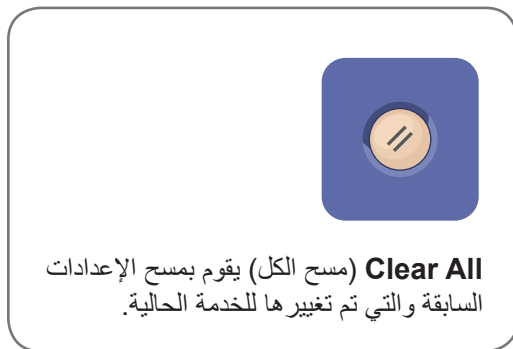 Clear All (مسح الكل) يقوم بمسح الإعدادات
السابقة والتي تم تغييرها للخدمة الحالية.